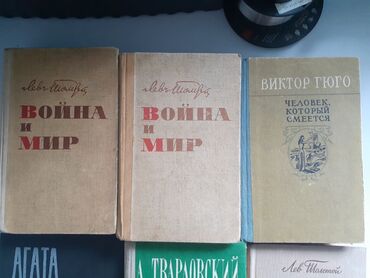 Лев Толстой
ВОЙНА
И
МИР
Лев Толстой
ВОЙНА
И
МИР
ВИКТОР ГЮГО
ЧЕЛОВЕК,
КОТОРЫЙ
СМЕЕТСЯ
АГАТА
А. ТВАРДОВСКИЙ
Лев Толстой